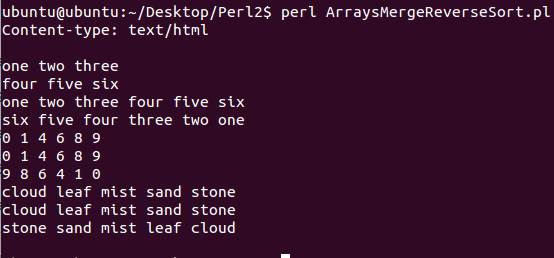 ubuntu@ubuntu:~/Desktop/Perl2$ perl ArraysMergeReverseSort.pl
Content-type: text/html
one two three
four five six
one two three four five six
six five four three two one
0 1 4 6 8 9
0 1 4 6 8 9
9 8 6 4 1 0
cloud leaf mist sand stone
cloud leaf mist sand stone
stone sand mist leaf cloud